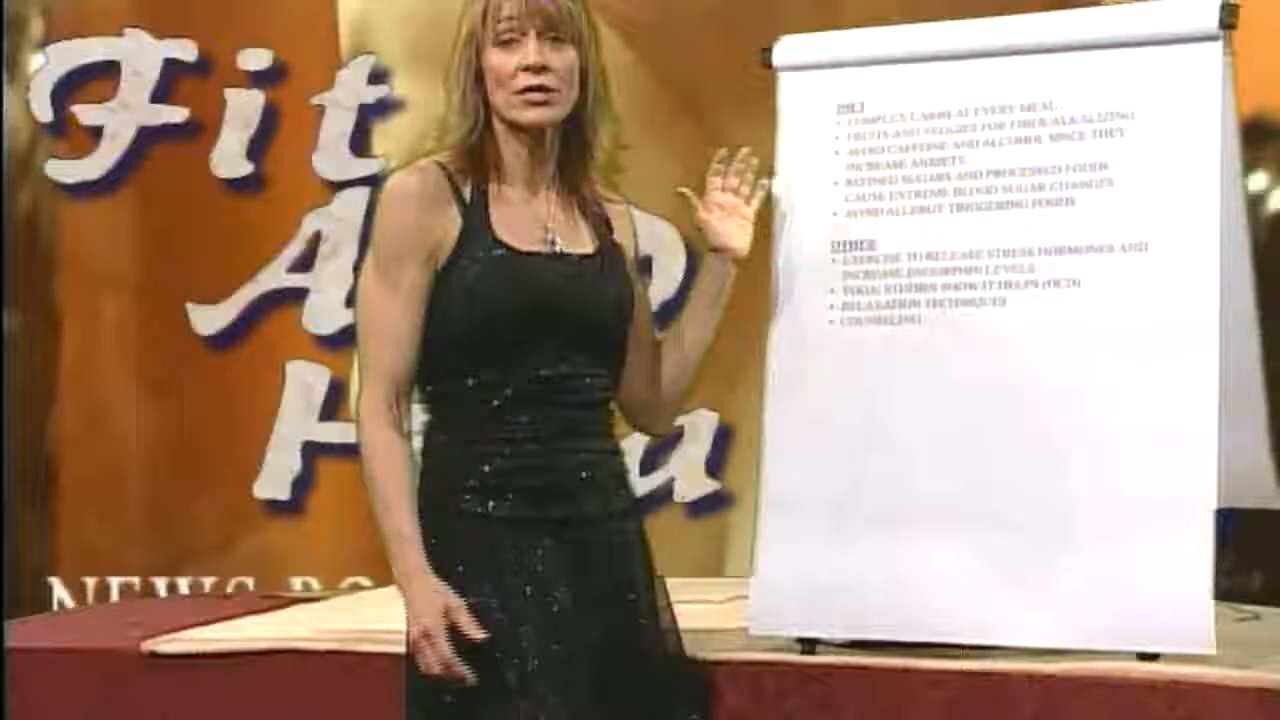 Fit
A
H u
NEWS RO
DIET
• COMPLEX CARBS AT EVERY MEAL
• FRUITS AND VEGGIES FOR FIBER/ALKALIZING
• AVOID CAFFEINE AND ALCOHOL SINCE THEY
INCREASE ANXIETY
• REFINED SUGARS AND PROCESSED FOODS
CAUSE EXTREME BLOOD SUGAR CHANGES
• AVOID ALLERGY TRIGGERING FOODS
OTHER
• EXERCISE TO RELEASE STRESS HORMONES AND
INCREASE ENDORPHIN LEVELS
• YOGA: STUDIES SHOW IT HELPS (OCD)
• RELAXATION TECHNIQUES
• COUNSELING